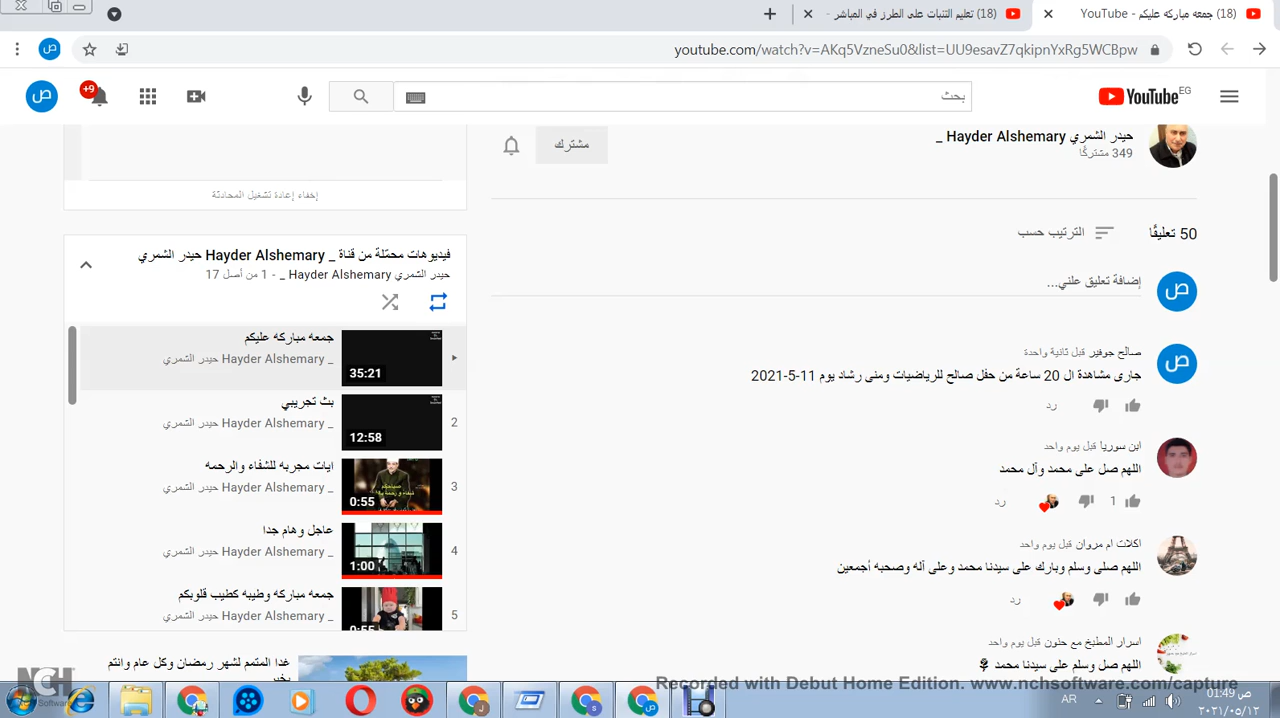 (18) جمعه مباركه عليكم - YouTube
(18) تعليم التنبات على الطرز في المباشر -
youtube.com/watch?v=AKq5VzneSu0&list=UU9esavZ7qkipnYxRg5WCBpw
ص
YouTube EG
بحث
+9
ص
حيدر الشمري Hayder Alshemary _
349 مشتركًا
مشترك
إخفاء إعادة تشغيل المحادثة
50 تعليقًا
الترتيب حسب
ص
إضافة تعليق علني...
ص
صالح جوفير قبل ثانية واحدة
جارى مشاهدة ال 20 ساعة من حفل صالح للرياضيات ومنى رشاد يوم 11-5-2021
رد
ابن سوريا قبل يوم واحد
اللهم صل على محمد وآل محمد
1
رد
اكلات ام مروان قبل يوم واحد
اللهم صلى وسلم وبارك على سيدنا محمد وعلى أله وصحبه أجمعين
رد
اسرار المطبخ مع حنون قبل يوم واحد
اللهم صل وسلم على سيدنا محمد
فيديوهات محمّلة من قناة _ Hayder Alshemary حيدر الشمري
حيدر الشمري Hayder Alshemary _ - 1 من أصل 17
جمعه مباركه عليكم
_ Hayder Alshemary حيدر الشمري
35:21
2
بث تجريبي
_ Hayder Alshemary حيدر الشمري
12:58
3
ايات مجربه للشفاء والرحمه
_ Hayder Alshemary حيدر الشمري
0:55
4
عاجل وهام جدا
_ Hayder Alshemary حيدر الشمري
1:00
5
جمعه مباركة وطيبه كطيب قلوبكم
_ Hayder Alshemary حيدر الشمري
0:55
غدا المتمم لشهر رمضان وكل عام وانتم
بخير
NCH Software
Recorded with Debut Home Edition. www.nchsoftware.com/capture
AR
01:49 ص
٢٠٢١/٠٥/١٢